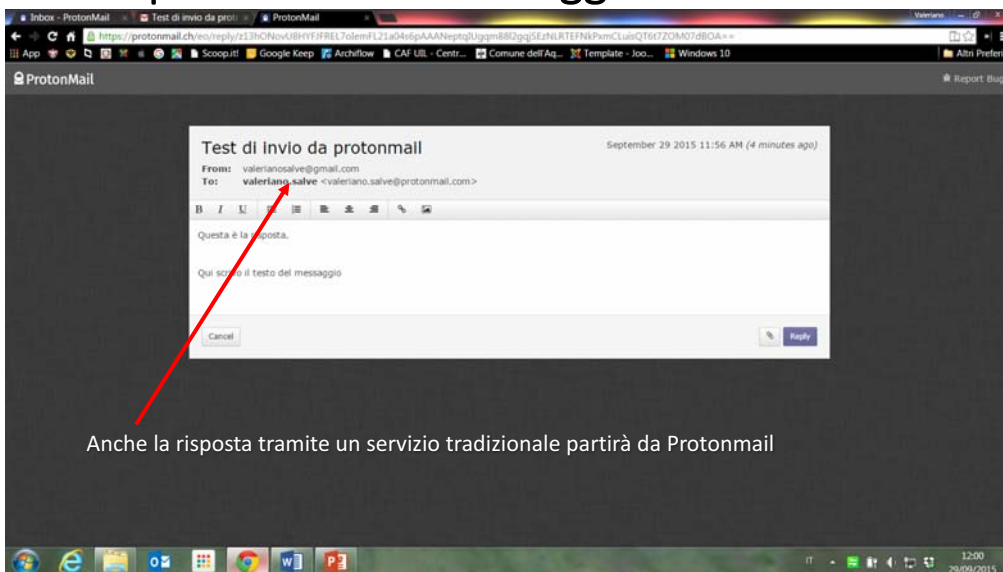 Inbox - ProtonMail
Test di invio da proto
ProtonMail
Valeriano
https://protonmail.ch/eo/reply/
App
Scoop.it!
Google Keep
Archiflow
CAF UIL - Centr...
Comune dell'Aq...
Template - Joo...
Windows 10
Altri Preferi
ProtonMail
Report Bug
Test di invio da protonmail
September 29 2015 11:56 AM (4 minutes ago)
From: valerianosalve@gmail.com
To: valeriano.salve <valeriano.salve@protonmail.com>
B I U
Questa è la risposta.
Qui scrivo il testo del messaggio
Cancel
Reply
Anche la risposta tramite un servizio tradizionale partirà da Protonmail
IT
12:00
29/09/2015